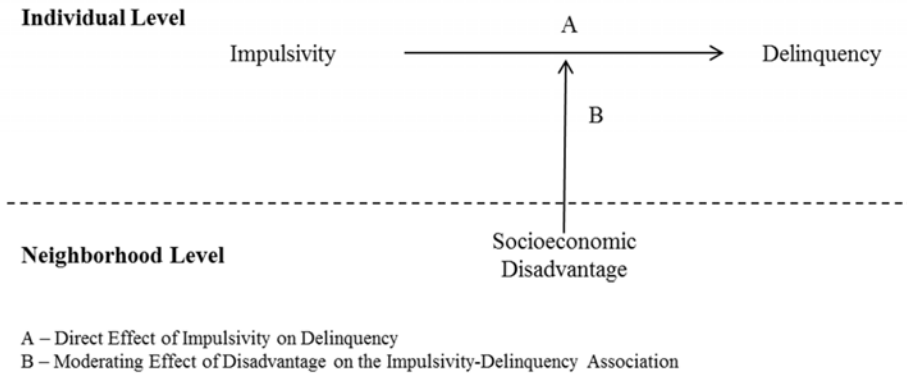 Individual Level
A
Impulsivity
Delinquency
B
Socioeconomic
Disadvantage
Neighborhood Level
A – Direct Effect of Impulsivity on Delinquency
B – Moderating Effect of Disadvantage on the Impulsivity-Delinquency Association